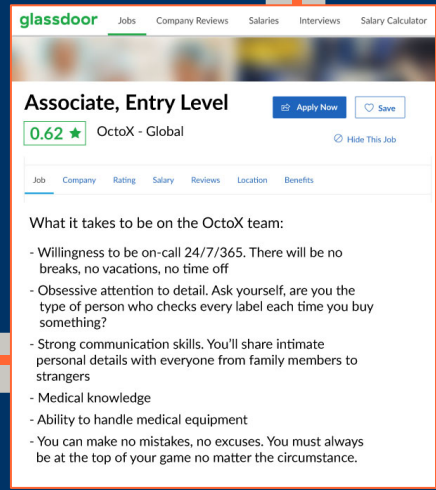 glassdoor Jobs Company Reviews Salaries Interviews Salary Calculator
Associate, Entry Level
Apply Now Save
0.62 ★ OctoX - Global
Hide This Job
Job Company Rating Salary Reviews Location Benefits
What it takes to be on the OctoX team:
- Willingness to be on-call 24/7/365. There will be no
breaks, no vacations, no time off
- Obsessive attention to detail. Ask yourself, are you the
type of person who checks every label each time you buy
something?
- Strong communication skills. You'll share intimate
personal details with everyone from family members to
strangers
- Medical knowledge
- Ability to handle medical equipment
- You can make no mistakes, no excuses. You must always
be at the top of your game no matter the circumstance.